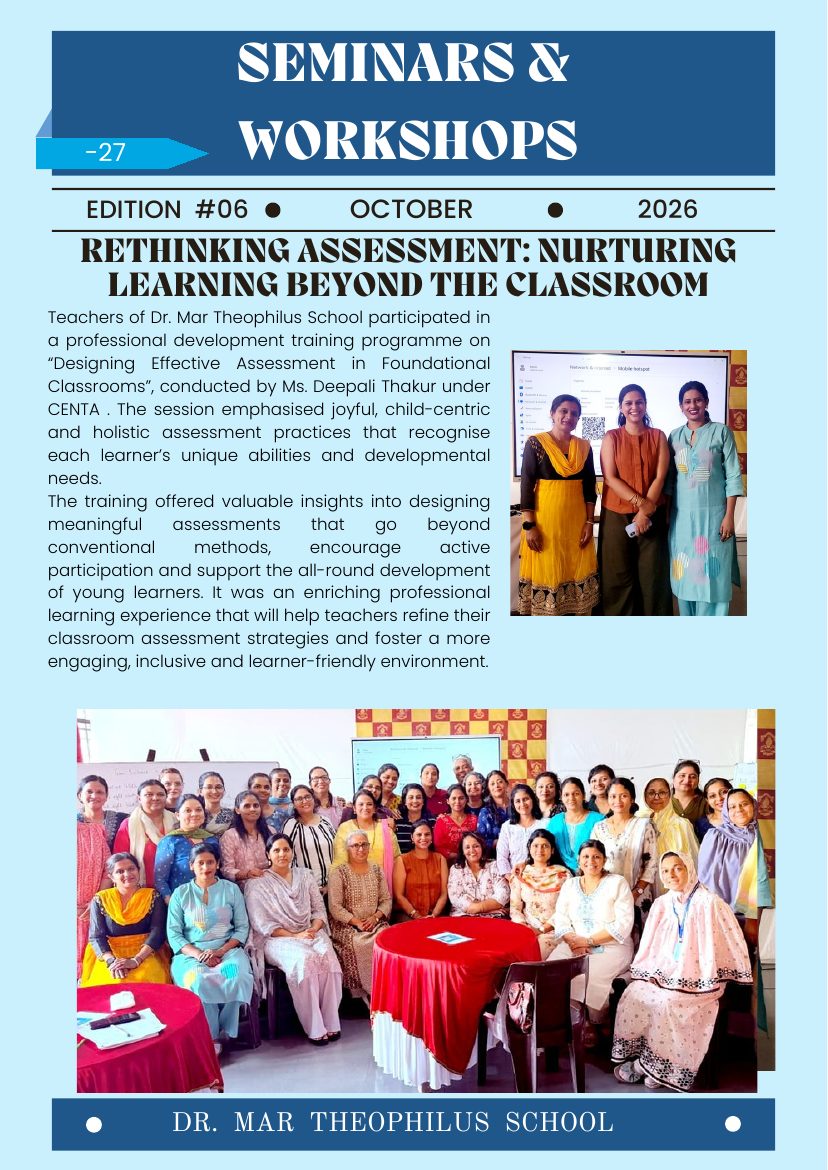 SEMINARS &
WORKSHOPS
-27
EDITION #06 ● OCTOBER ● 2026
RETHINKING ASSESSMENT: NURTURING
LEARNING BEYOND THE CLASSROOM
Teachers of Dr. Mar Theophilus School participated in
a professional development training programme on
“Designing Effective Assessment in Foundational
Classrooms”, conducted by Ms. Deepali Thakur under
CENTA . The session emphasised joyful, child-centric
and holistic assessment practices that recognise
each learner’s unique abilities and developmental
needs.
The training offered valuable insights into designing
meaningful assessments that go beyond
conventional methods, encourage active
participation and support the all-round development
of young learners. It was an enriching professional
learning experience that will help teachers refine their
classroom assessment strategies and foster a more
engaging, inclusive and learner-friendly environment.
Network & internet › Mobile hotspot
DR. MAR THEOPHILUS SCHOOL